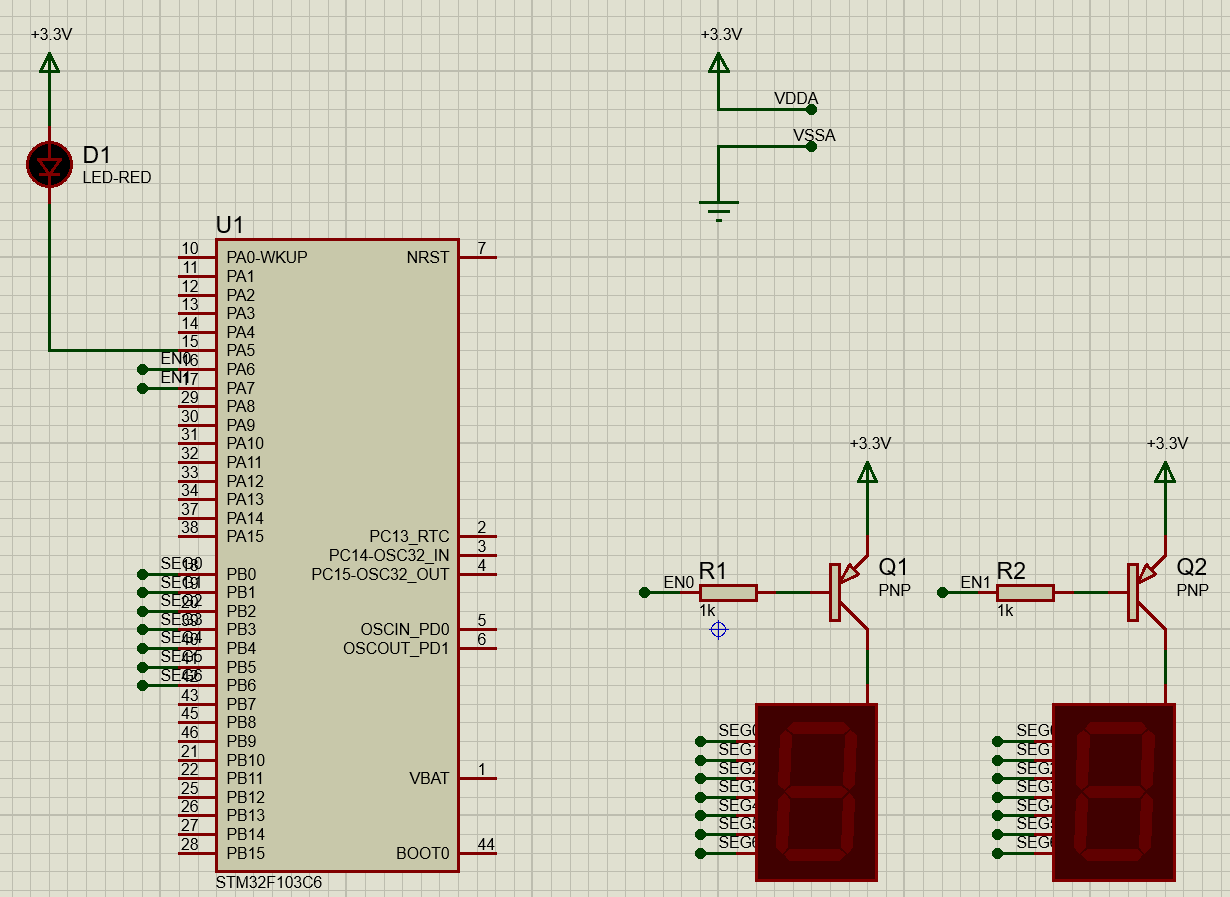 +3.3V
D1
LED-RED
+3.3V
VDDA
VSSA
U1
10 PA0-WKUP NRST 7
11 PA1
12 PA2
13 PA3
14 PA4
15 PA5
EN0 16 PA6
EN1 17 PA7
29 PA8
30 PA9
31 PA10
32 PA11
33 PA12
34 PA13
37 PA14
38 PA15 PC13_RTC 2
PC14-OSC32_IN 3
SEG0 18 PB0 PC15-OSC32_OUT 4
SEG1 19 PB1
SEG2 20 PB2
SEG3 39 PB3 OSCIN_PD0 5
SEG4 40 PB4 OSCOUT_PD1 6
SEG5 41 PB5
SEG6 42 PB6
43 PB7
45 PB8
46 PB9
21 PB10
22 PB11 VBAT 1
25 PB12
26 PB13
27 PB14
28 PB15 BOOT0 44
STM32F103C6
+3.3V
EN0
R1
1k
Q1
PNP
SEG0
SEG1
SEG2
SEG3
SEG4
SEG5
SEG6
+3.3V
EN1
R2
1k
Q2
PNP
SEG0
SEG1
SEG2
SEG3
SEG4
SEG5
SEG6